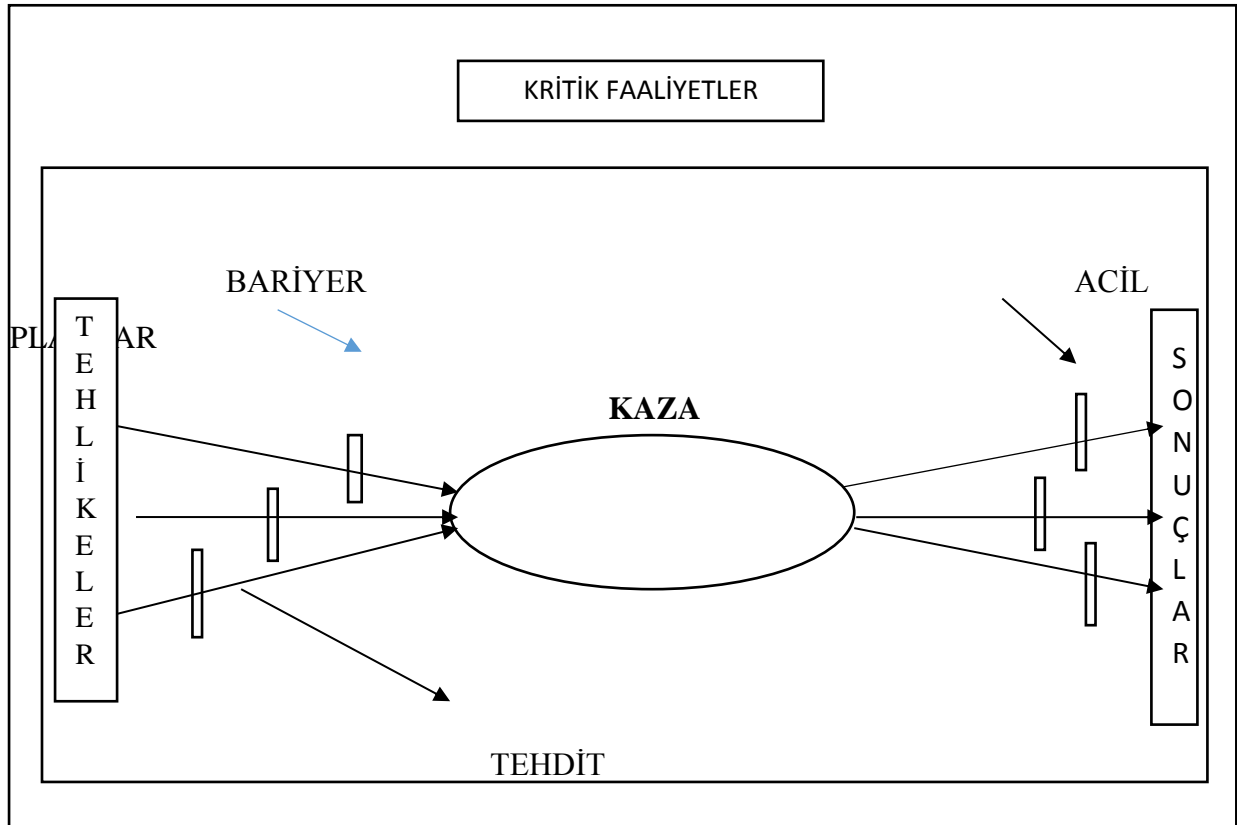 KRİTİK FAALİYETLER
BARİYER ACİL
TEHLİKELER
KAZA
SONUÇLAR
TEHDİT